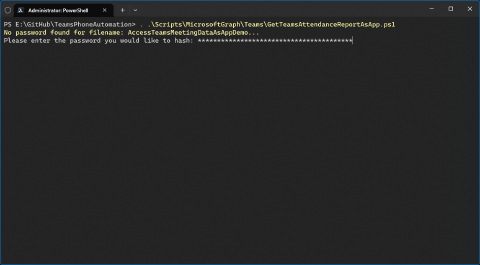 Administrator: PowerShell
PS E:\GitHub\TeamsPhoneAutomation> . .\Scripts\MicrosoftGraph\Teams\GetTeamsAttendanceReportAsApp.ps1
No password found for filename: AccessTeamsMeetingDataAsAppDemo...
Please enter the password you would like to hash: ****************************************